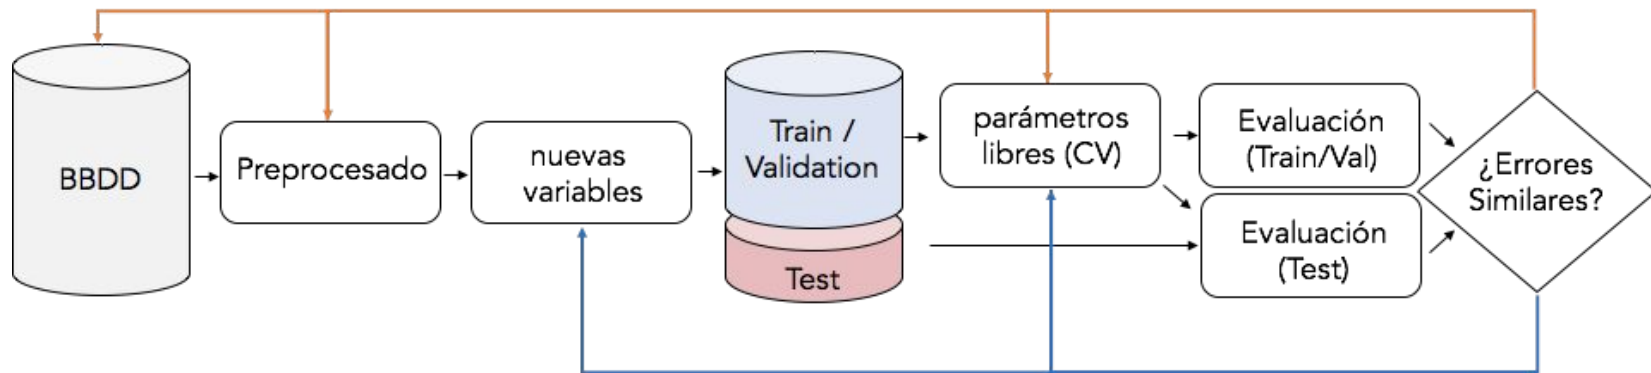 BBDD
Preprocesado
nuevas
variables
Train /
Validation
Test
parámetros
libres (CV)
Evaluación
(Train/Val)
Evaluación
(Test)
¿Errores
Similares?